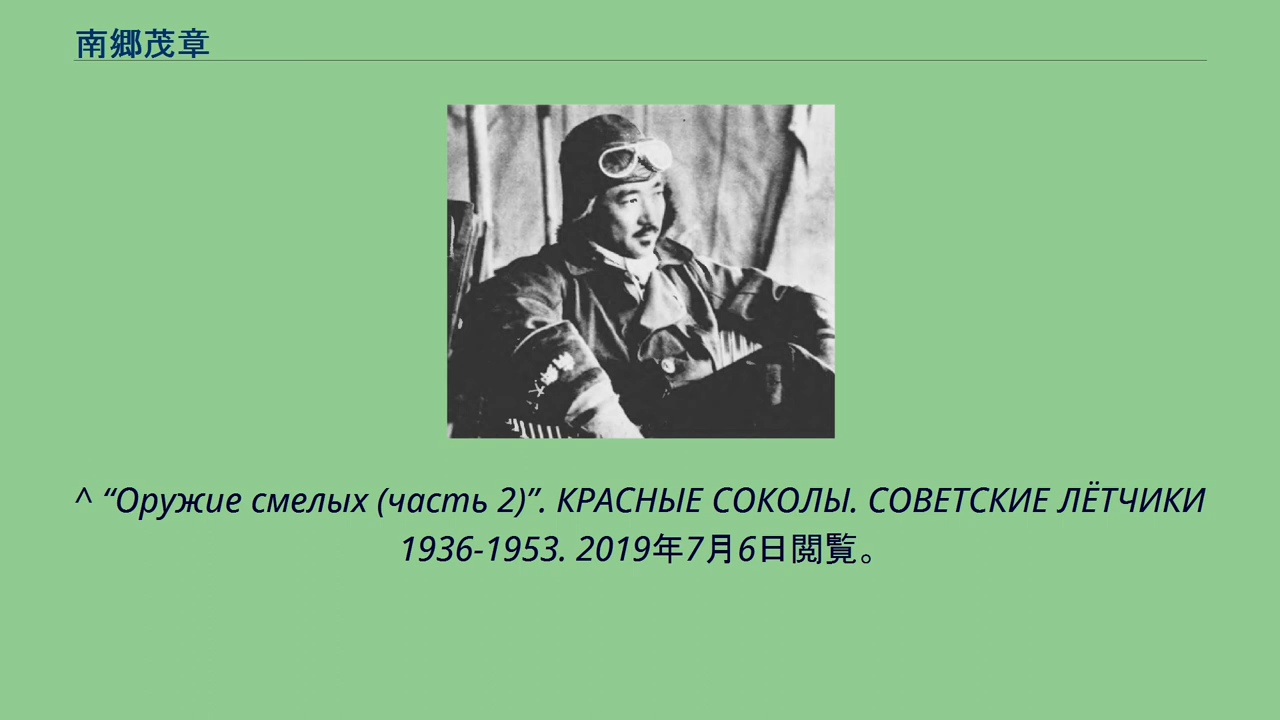 南郷茂章
^ “Оружие смелых (часть 2)”. КРАСНЫЕ СОКОЛЫ. СОВЕТСКИЕ ЛЁТЧИКИ
1936-1953. 2019年7月6日閲覧。